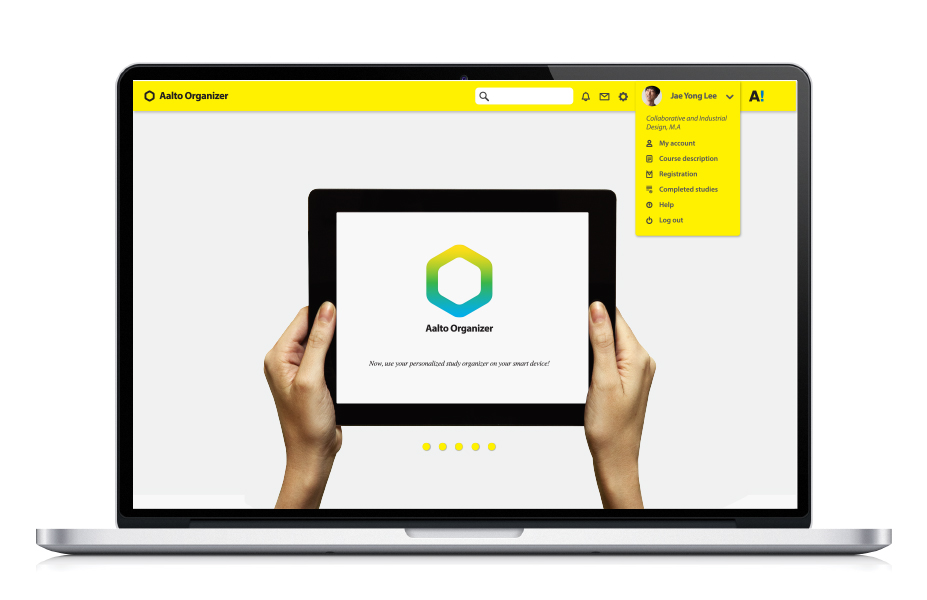 Aalto Organizer
Jae Yong Lee
A!
Collaborative and Industrial
Design, M.A
My account
Course description
Registration
Completed studies
Help
Log out
Aalto Organizer
Now, use your personalized study organizer on your smart device!